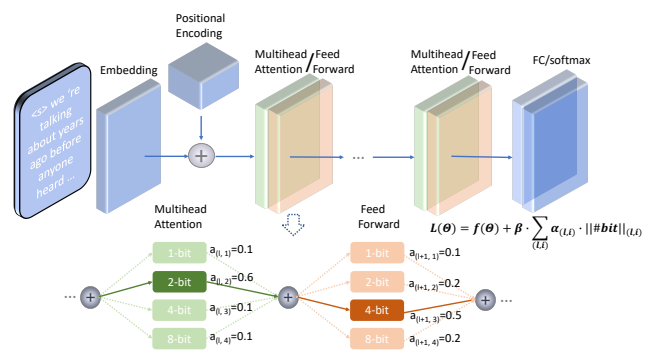 Positional
Encoding
Embedding
Multihead
Attention
/
Feed
Forward
Multihead
Attention
/
Feed
Forward
FC/softmax
<s> we 're
talking
about years
ago before
anyone
heard ...
+
...
Multihead
Attention
Feed
Forward
L(Θ) = f(Θ) + β · ∑(l,i) α(l,i) · ||#bit||(l,i)
1-bit
a(l, 1)=0.1
2-bit
a(l, 2)=0.6
4-bit
a(l, 3)=0.1
8-bit
a(l, 4)=0.1
1-bit
a(l+1, 1)=0.1
2-bit
a(l+1, 2)=0.2
4-bit
a(l+1, 3)=0.5
8-bit
a(l+1, 4)=0.2
...
+
+
+
...